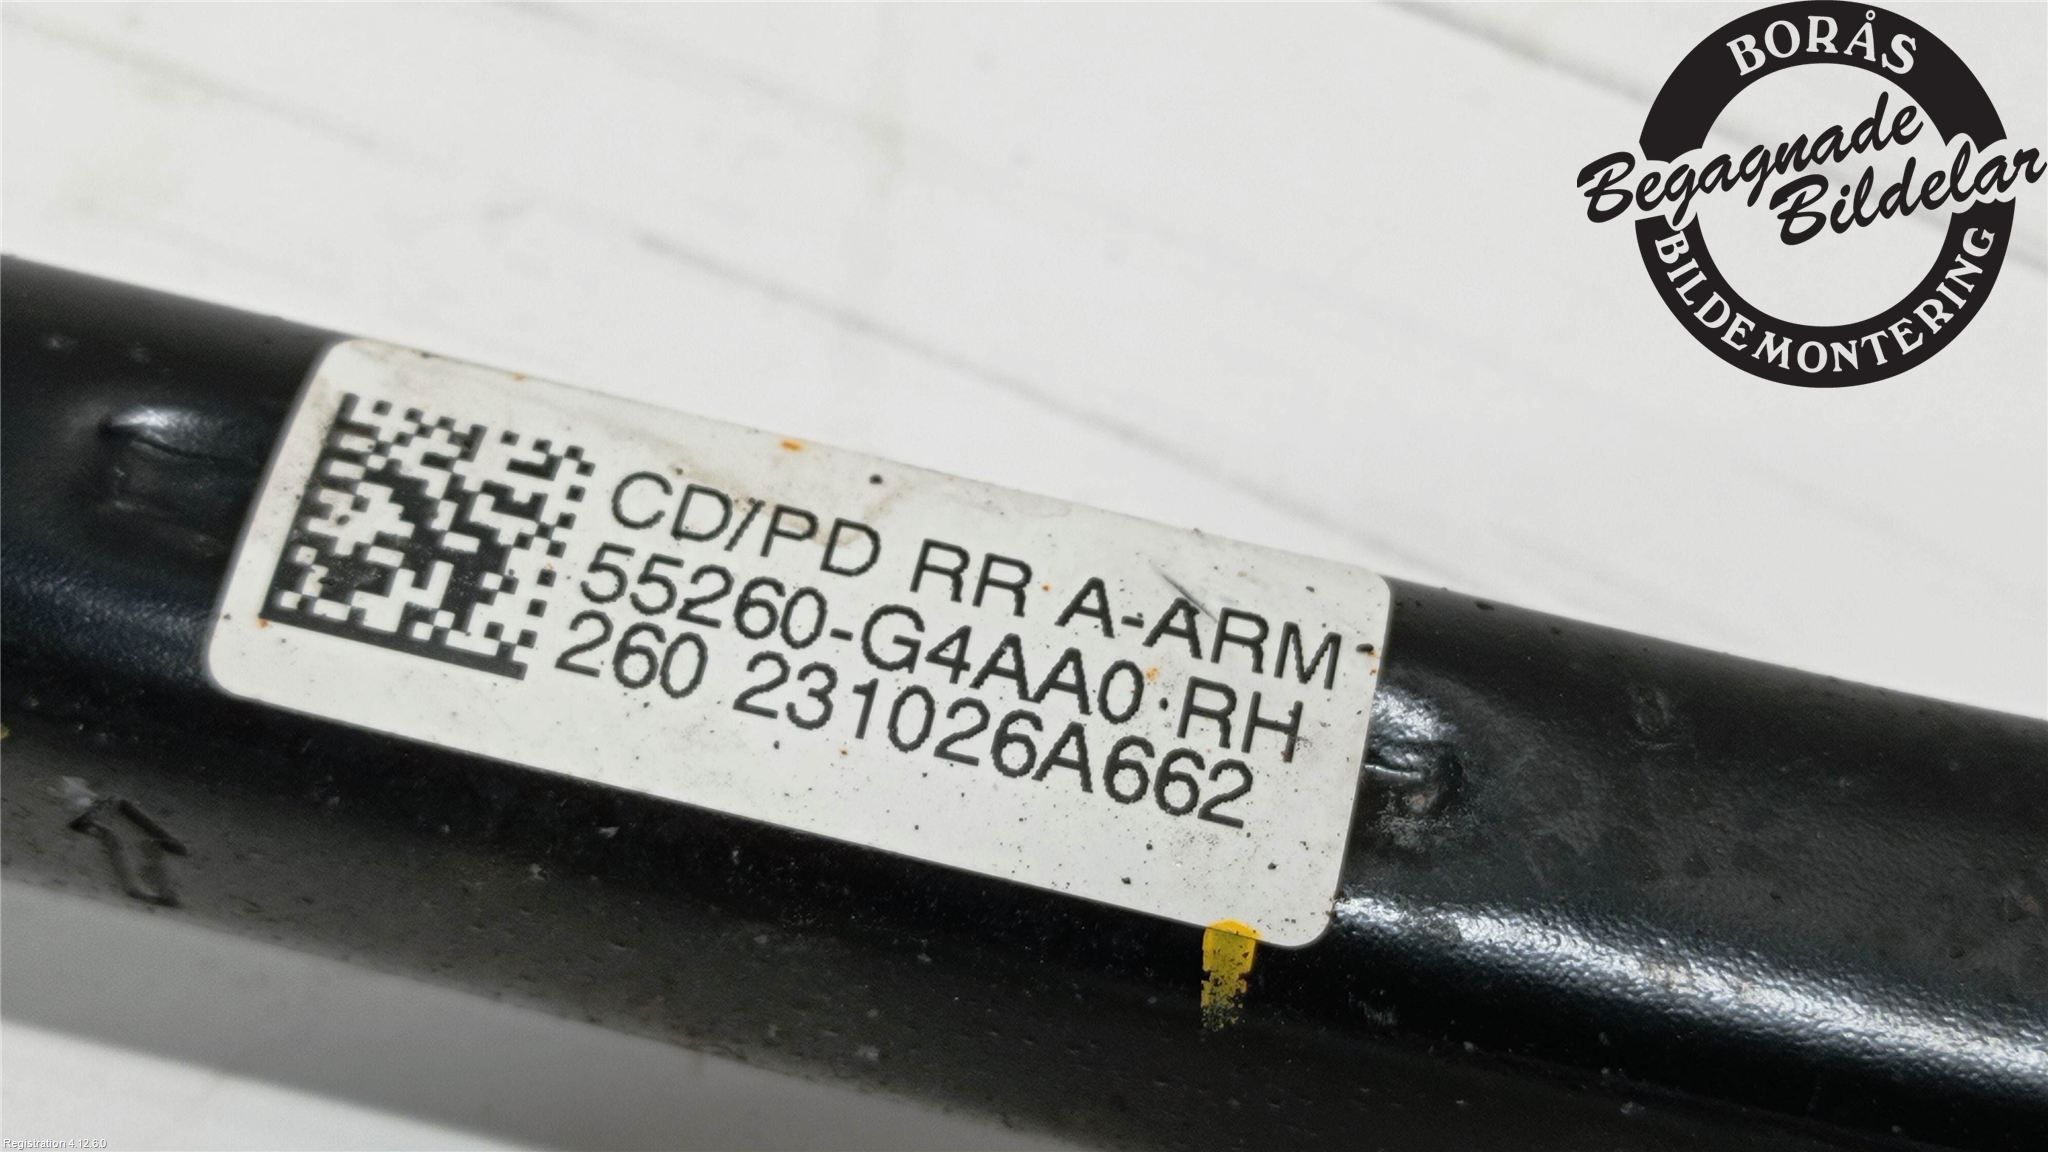 BORÅS
Begagnade
Bildelar
BILDEMONTERING
CD/PD RR A-ARM
55260-G4AA0 RH
260 231026A662
Registration 4.12.6.0